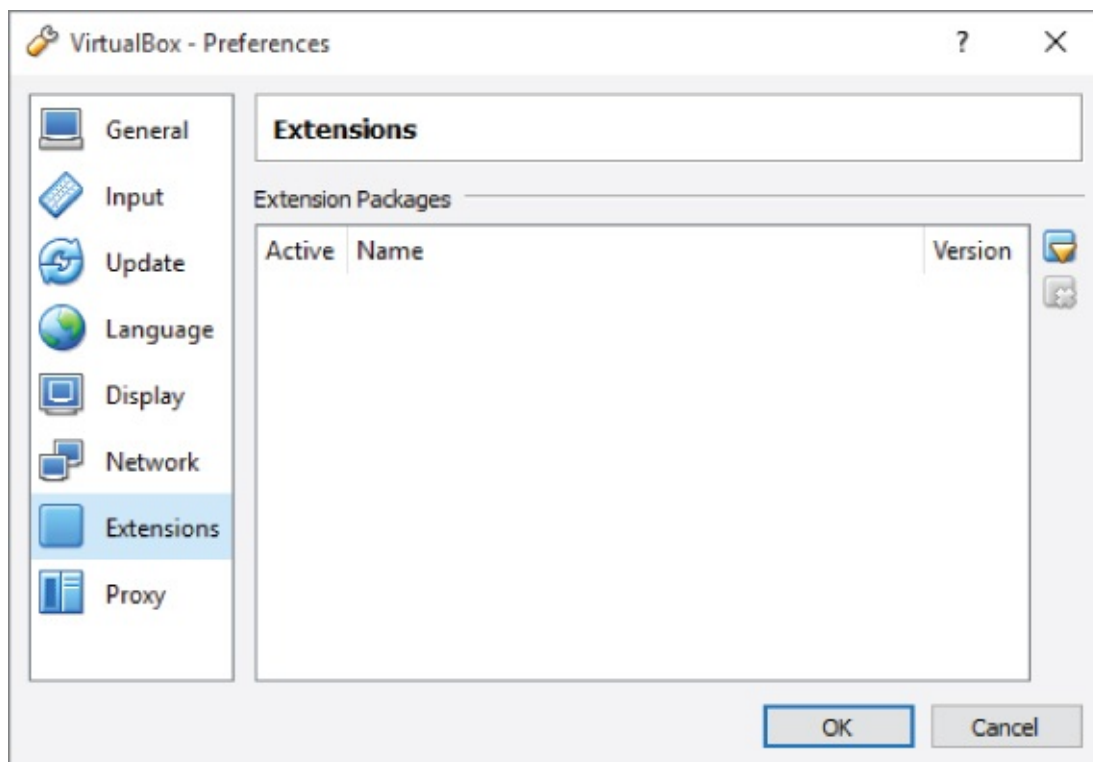 VirtualBox - Preferences
?
General
Input
Update
Language
Display
Network
Extensions
Proxy
Extensions
Extension Packages
Active Name Version
OK Cancel